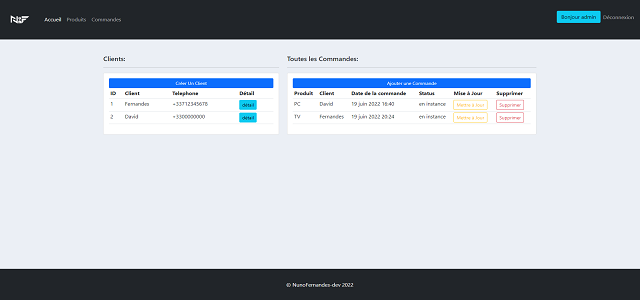 NuF Accueil Produits Commandes Bonjour admin Déconnexion
Clients:
Créer Un Client
ID Client Telephone Détail
1 Fernandes +33712345678 détail
2 David +3300000000 détail
Toutes les Commandes:
Ajouter une Commande
Produit Client Date de la commande Status Mise à Jour Supprimer
PC David 19 juin 2022 16:40 en instance Mettre à Jour Supprimer
TV Fernandes 19 juin 2022 20:24 en instance Mettre à Jour Supprimer
© NunoFernandes-dev 2022